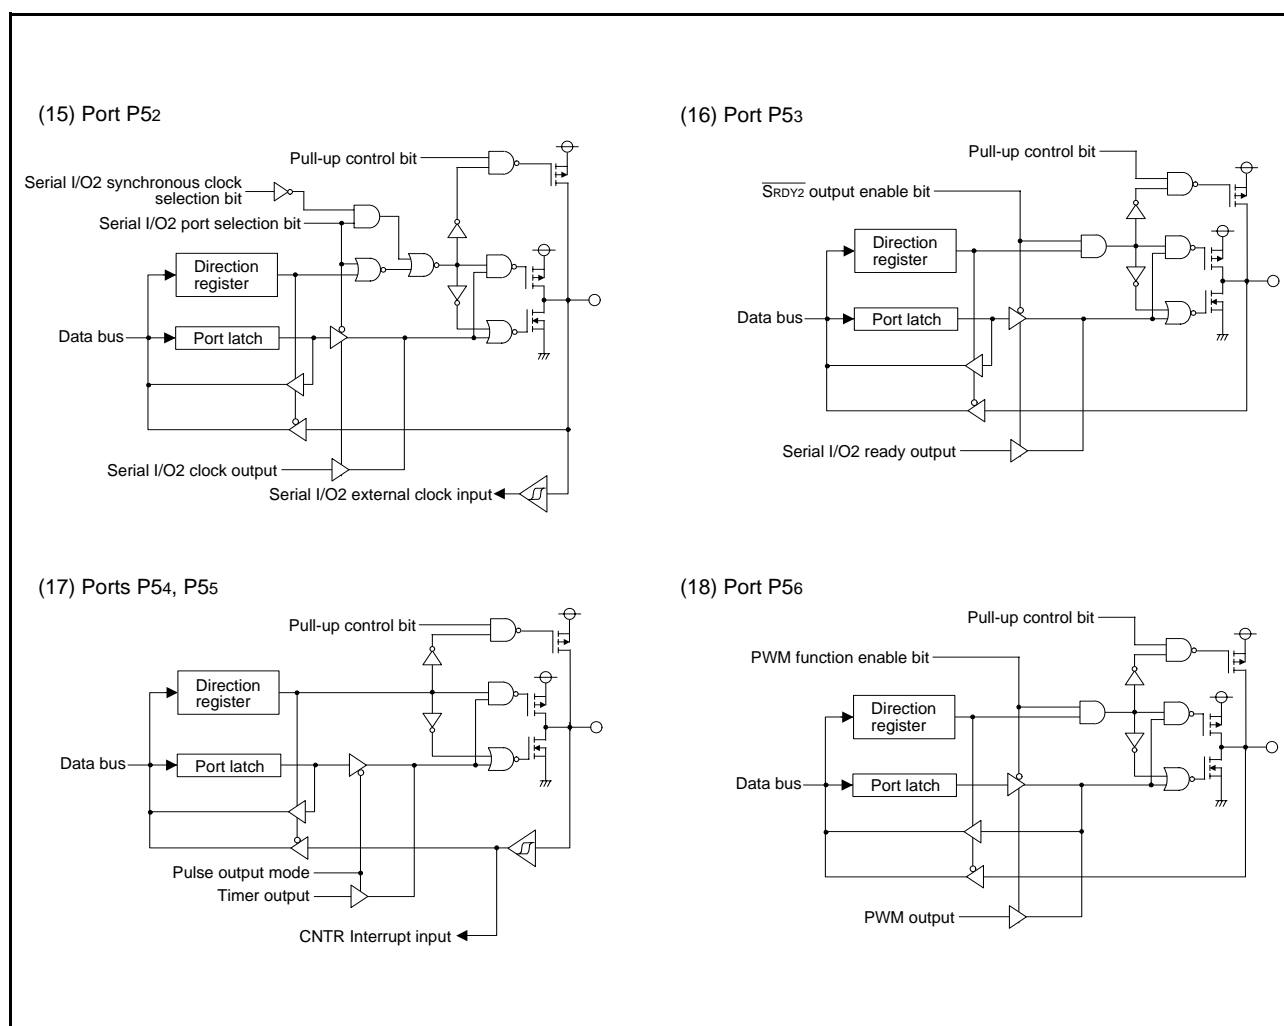 (15) Port P52
Pull-up control bit
Serial I/O2 synchronous clock
selection bit
Serial I/O2 port selection bit
Direction
register
Data bus
Port latch
Serial I/O2 clock output
Serial I/O2 external clock input
(16) Port P53
Pull-up control bit
SRDY2 output enable bit
Direction
register
Data bus
Port latch
Serial I/O2 ready output
(17) Ports P54, P55
Pull-up control bit
Direction
register
Data bus
Port latch
Pulse output mode
Timer output
CNTR Interrupt input
(18) Port P56
Pull-up control bit
PWM function enable bit
Direction
register
Data bus
Port latch
PWM output